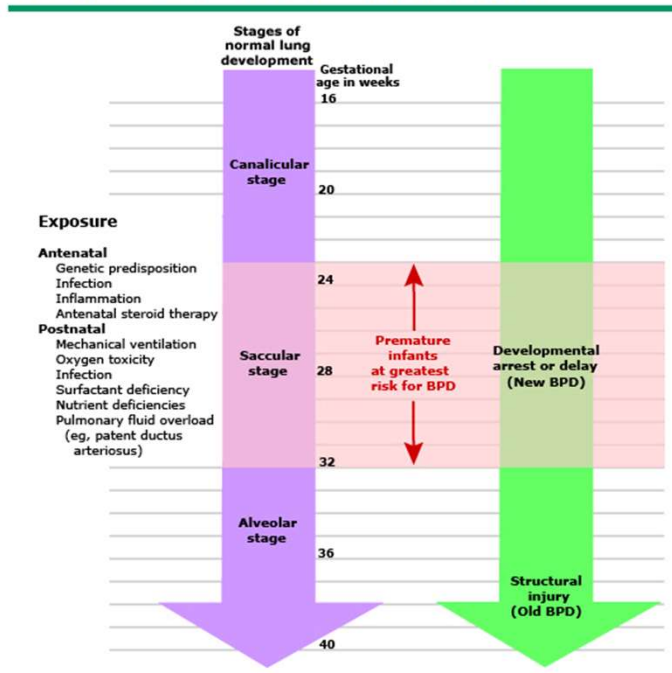 Stages of
normal lung
development
Gestational
age in weeks
16
Canalicular
stage
20
Exposure
Antenatal
Genetic predisposition
Infection
Inflammation
Antenatal steroid therapy
Postnatal
Mechanical ventilation
Oxygen toxicity
Infection
Surfactant deficiency
Nutrient deficiencies
Pulmonary fluid overload
(eg, patent ductus
arteriosus)
24
Saccular
stage
28
Premature
infants
at greatest
risk for BPD
Developmental
arrest or delay
(New BPD)
32
Alveolar
stage
36
Structural
injury
(Old BPD)
40